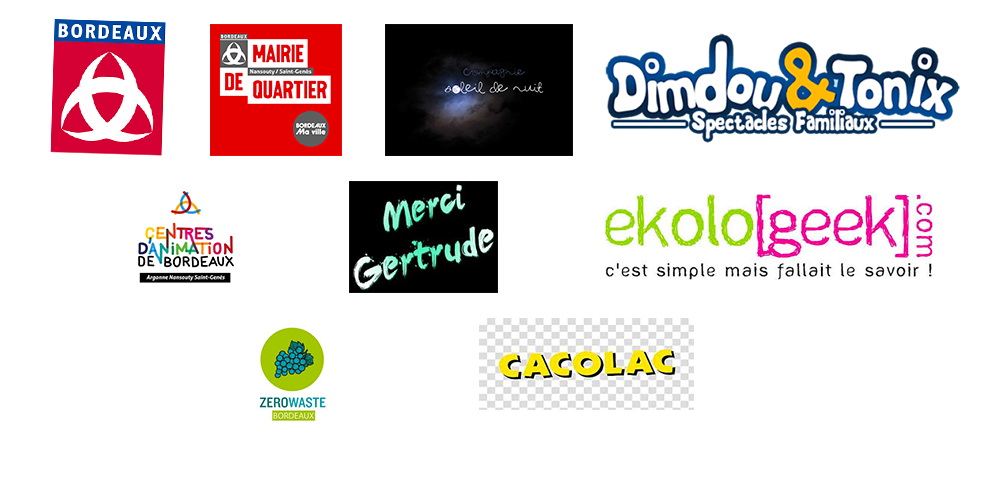 BORDEAUX
BORDEAUX
MAIRIE
Nansouty / Saint-Genès
DE QUARTIER
BORDEAUX
Ma ville
compagnie
soleil de nuit
Dimdou&Tonix
Spectacles Familiaux
CENTRES
D'ANiMATION
DE BORDEAUX
Argonne Nansouty Saint-Genès
Merci
Gertrude
ekolo[geek].com
c'est simple mais fallait le savoir !
ZEROWASTE
BORDEAUX
CACOLAC